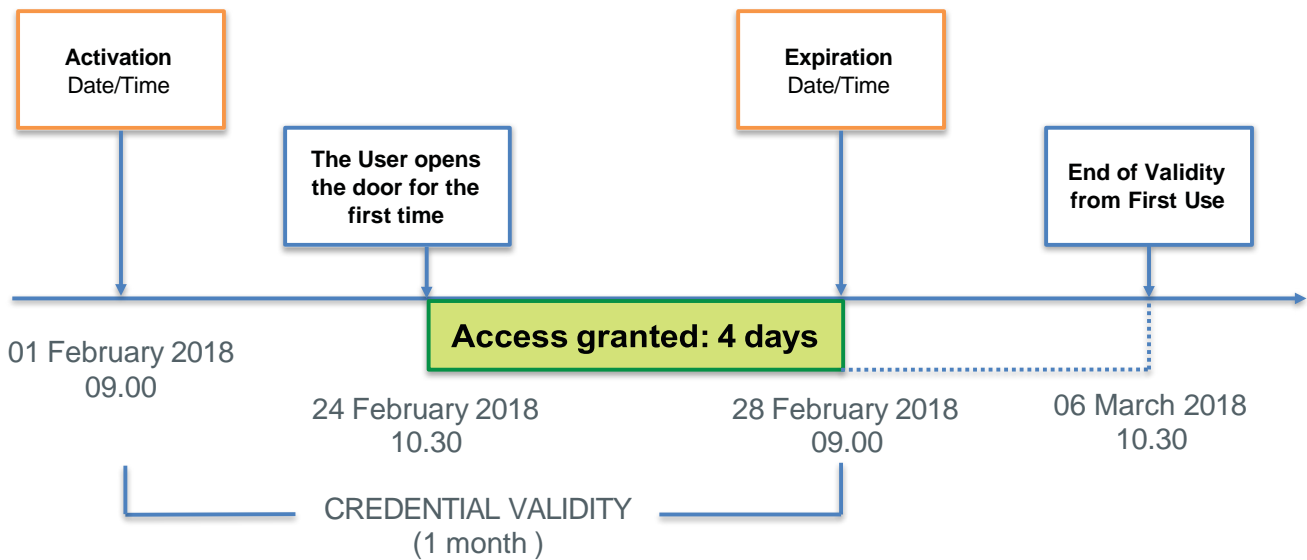 Activation
Date/Time
Expiration
Date/Time
The User opens
the door for the
first time
End of Validity
from First Use
Access granted: 4 days
01 February 2018
09.00
24 February 2018
10.30
28 February 2018
09.00
06 March 2018
10.30
CREDENTIAL VALIDITY
(1 month )